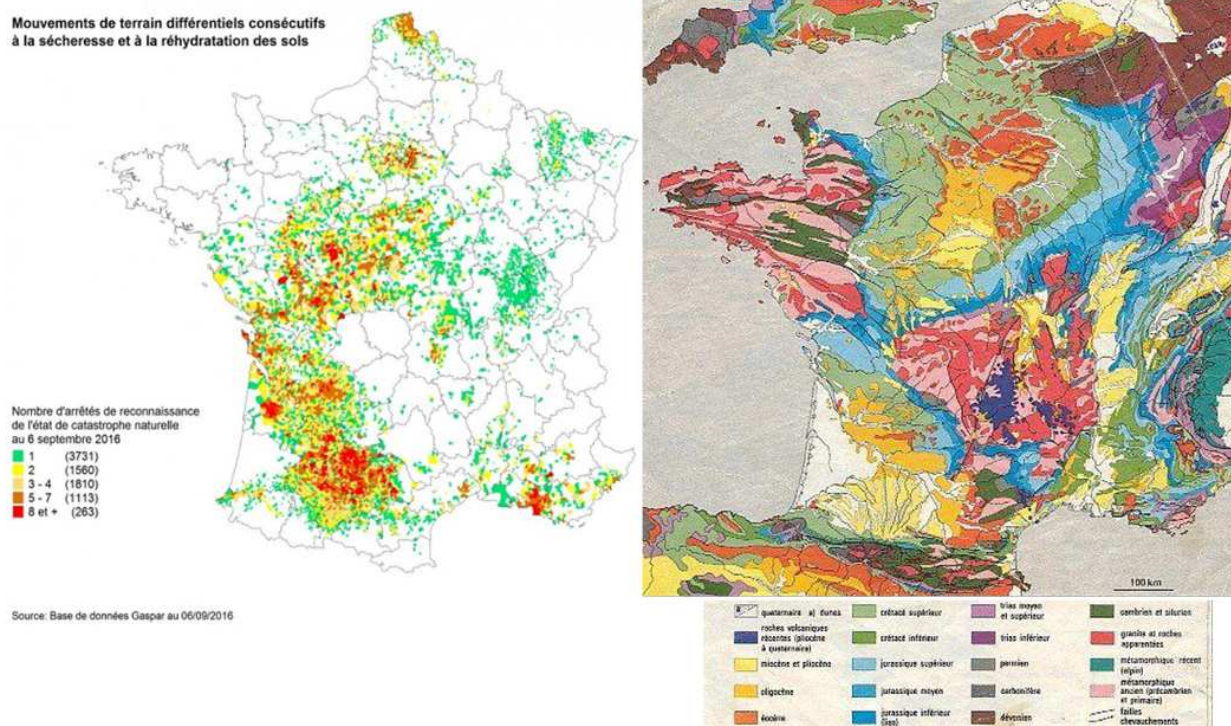 Mouvements de terrain différentiels consécutifs
à la sécheresse et à la réhydratation des sols
Nombre d'arrêtés de reconnaissance
de l'état de catastrophe naturelle
au 6 septembre 2016
1 (3731)
2 (1560)
3 - 4 (1810)
5 - 7 (1113)
8 et + (263)
Source: Base de données Gaspar au 06/09/2016
100 km
quaternaire a) dunes
roches volcaniques
récentes (pliocène
à quaternaire)
miocène et pliocène
oligocène
éocène
crétacé supérieur
crétacé inférieur
jurassique supérieur
jurassique moyen
jurassique inférieur
(lias)
trias moyen
et supérieur
trias inférieur
permien
carbonifère
dévonien
cambrien et silurien
granits et roches
apparentées
métamorphique récent
(alpin)
métamorphique
ancien (précambrien
et primaire)
failles
chevauchements